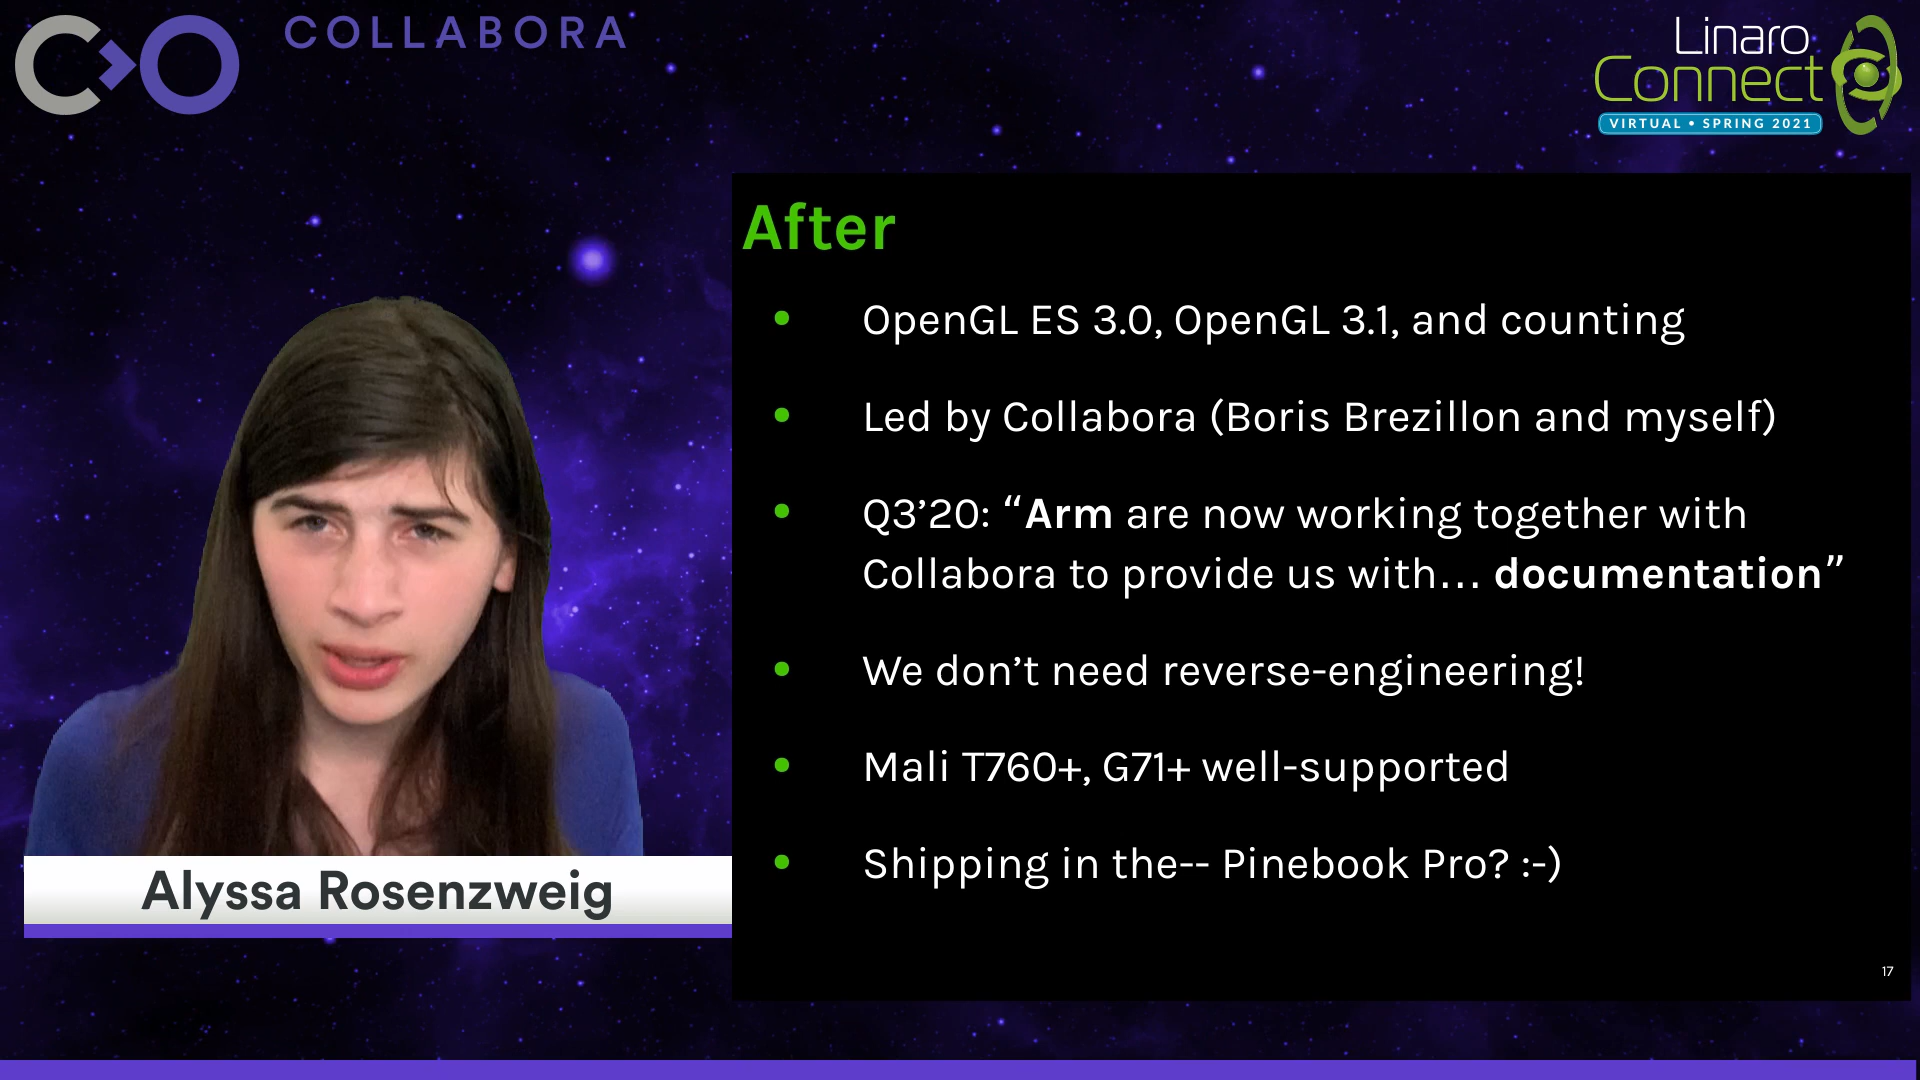 COLLABORA
Linaro
Connect
VIRTUAL • SPRING 2021
After
• OpenGL ES 3.0, OpenGL 3.1, and counting
• Led by Collabora (Boris Brezillon and myself)
• Q3’20: “Arm are now working together with
Collabora to provide us with… documentation”
• We don’t need reverse-engineering!
• Mali T760+, G71+ well-supported
• Shipping in the-- Pinebook Pro? :-)
Alyssa Rosenzweig
17